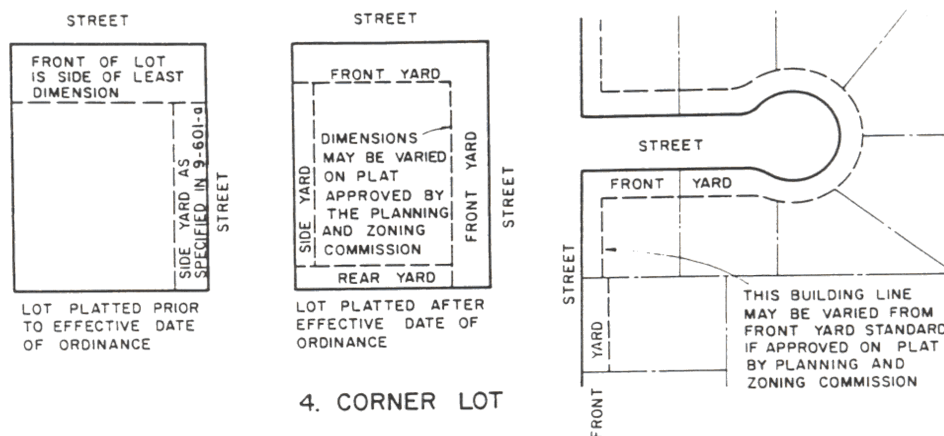 STREET
FRONT OF LOT
IS SIDE OF LEAST
DIMENSION
SIDE YARD AS
SPECIFIED IN 9-601-a
STREET
LOT PLATTED PRIOR
TO EFFECTIVE DATE
OF ORDINANCE
STREET
FRONT YARD
SIDE YARD
DIMENSIONS
MAY BE VARIED
ON PLAT
APPROVED BY
THE PLANNING
AND ZONING
COMMISSION
FRONT YARD
STREET
REAR YARD
LOT PLATTED AFTER
EFFECTIVE DATE OF
ORDINANCE
STREET
FRONT YARD
STREET
FRONT YARD
THIS BUILDING LINE
MAY BE VARIED FROM
FRONT YARD STANDARD
IF APPROVED ON PLAT
BY PLANNING AND
ZONING COMMISSION
4. CORNER LOT